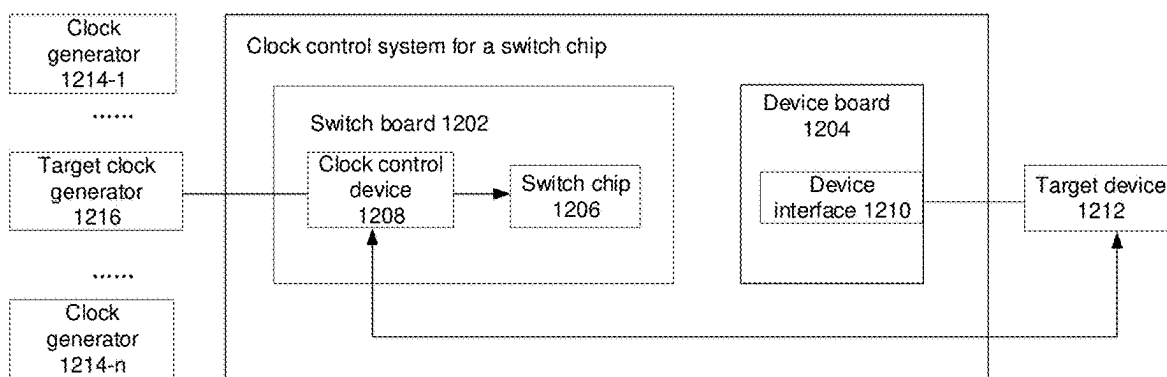 Clock
generator
1214-1
......
Target clock
generator
1216
......
Clock
generator
1214-n
Clock control system for a switch chip
Switch board 1202
Clock control
device
1208
Switch chip
1206
Device board
1204
Device
interface 1210
Target device
1212